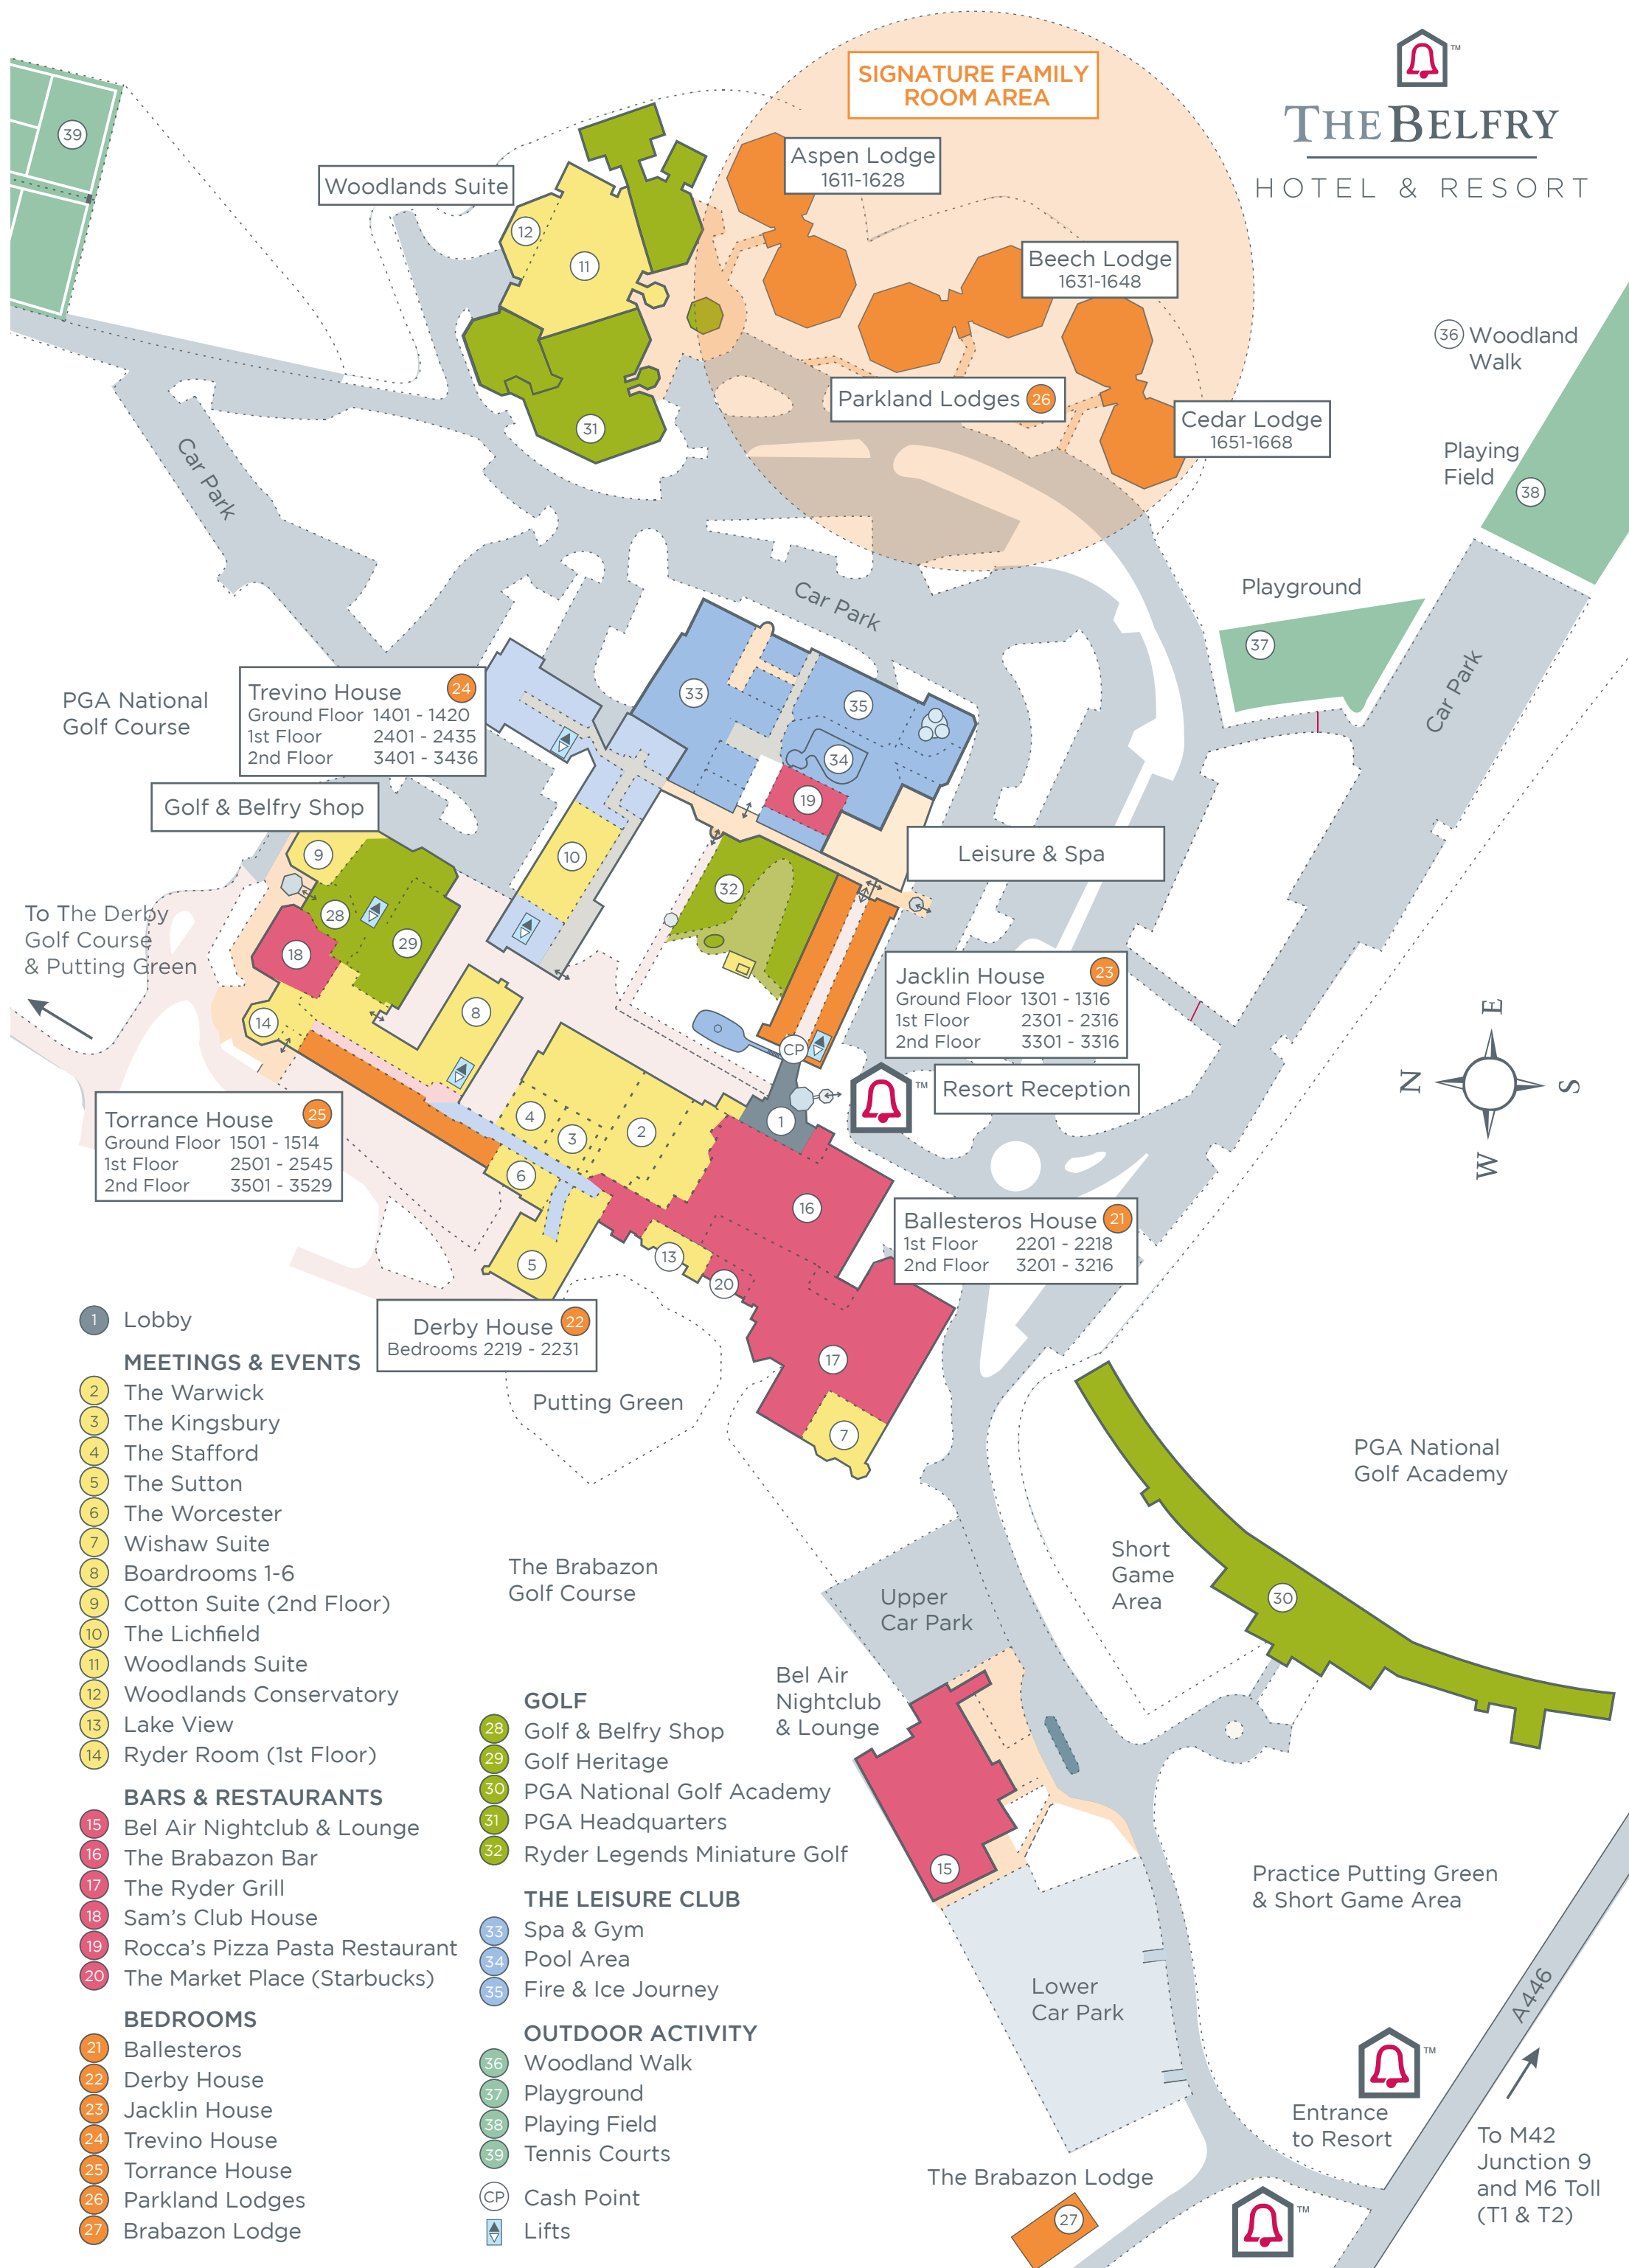 SIGNATURE FAMILY
ROOM AREA
™
THE BELFRY
HOTEL & RESORT
39
Woodlands Suite
Aspen Lodge
1611-1628
12
11
Beech Lodge
1631-1648
36 Woodland
Walk
Parkland Lodges 26
Cedar Lodge
1651-1668
31
Car Park
Playing
Field
38
Car Park
Playground
37
Car Park
PGA National
Golf Course
Trevino House 24
Ground Floor 1401 - 1420
1st Floor 2401 - 2435
2nd Floor 3401 - 3436
33
35
34
19
Golf & Belfry Shop
9
10
Leisure & Spa
32
28
29
18
To The Derby
Golf Course
& Putting Green
8
14
Jacklin House 23
Ground Floor 1301 - 1316
1st Floor 2301 - 2316
2nd Floor 3301 - 3316
CP
™
Resort Reception
E
N
S
W
Torrance House 25
Ground Floor 1501 - 1514
1st Floor 2501 - 2545
2nd Floor 3501 - 3529
4
3
2
1
6
16
5
13
20
Ballesteros House 21
1st Floor 2201 - 2218
2nd Floor 3201 - 3216
Derby House 22
Bedrooms 2219 - 2231
17
Putting Green
7
PGA National
Golf Academy
The Brabazon
Golf Course
Short
Game
Area
30
Upper
Car Park
Bel Air
Nightclub
& Lounge
15
Practice Putting Green
& Short Game Area
Lower
Car Park
A446
™
Entrance
to Resort
To M42
Junction 9
and M6 Toll
(T1 & T2)
The Brabazon Lodge
27
™
1 Lobby
MEETINGS & EVENTS
2 The Warwick
3 The Kingsbury
4 The Stafford
5 The Sutton
6 The Worcester
7 Wishaw Suite
8 Boardrooms 1-6
9 Cotton Suite (2nd Floor)
10 The Lichfield
11 Woodlands Suite
12 Woodlands Conservatory
13 Lake View
14 Ryder Room (1st Floor)
BARS & RESTAURANTS
15 Bel Air Nightclub & Lounge
16 The Brabazon Bar
17 The Ryder Grill
18 Sam's Club House
19 Rocca's Pizza Pasta Restaurant
20 The Market Place (Starbucks)
BEDROOMS
21 Ballesteros
22 Derby House
23 Jacklin House
24 Trevino House
25 Torrance House
26 Parkland Lodges
27 Brabazon Lodge
GOLF
28 Golf & Belfry Shop
29 Golf Heritage
30 PGA National Golf Academy
31 PGA Headquarters
32 Ryder Legends Miniature Golf
THE LEISURE CLUB
33 Spa & Gym
34 Pool Area
35 Fire & Ice Journey
OUTDOOR ACTIVITY
36 Woodland Walk
37 Playground
38 Playing Field
39 Tennis Courts
CP Cash Point
Lifts